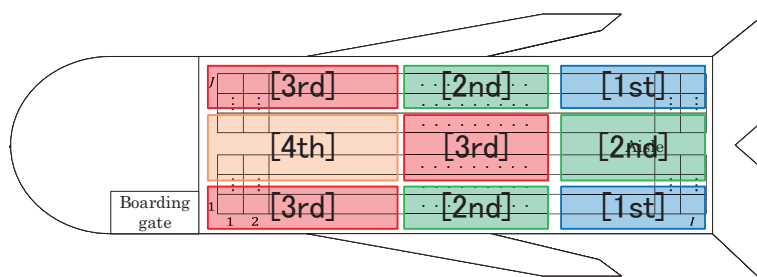 J [3rd] [2nd] [1st]
[4th] [3rd] [2nd] Aisle
Boarding
gate
1 [3rd] [2nd] [1st]
1 2 I